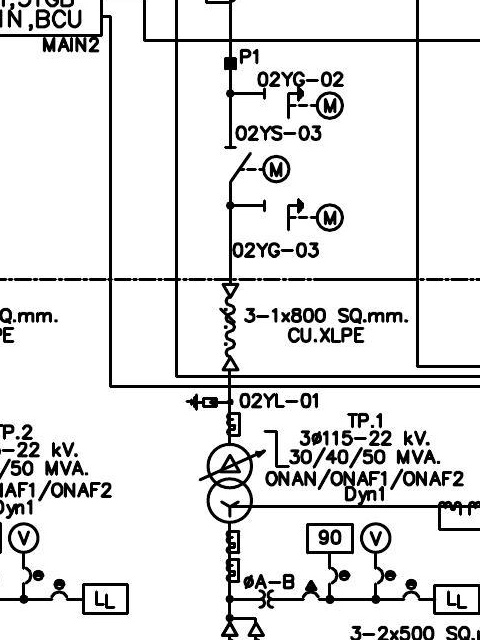 IN,BCU
MAIN2
P1
02YG-02
M
02YS-03
M
M
02YG-03
Q.mm. 3-1x800 SQ.mm.
PE CU.XLPE
02YL-01
TP.2 TP.1
-22 kV. 3ø115-22 kV.
/50 MVA. 30/40/50 MVA.
NAF1/ONAF2 ONAN/ONAF1/ONAF2
Dyn1 Dyn1
V 90 V
øA-B
LL LL
3-2x500 SQ.mm.